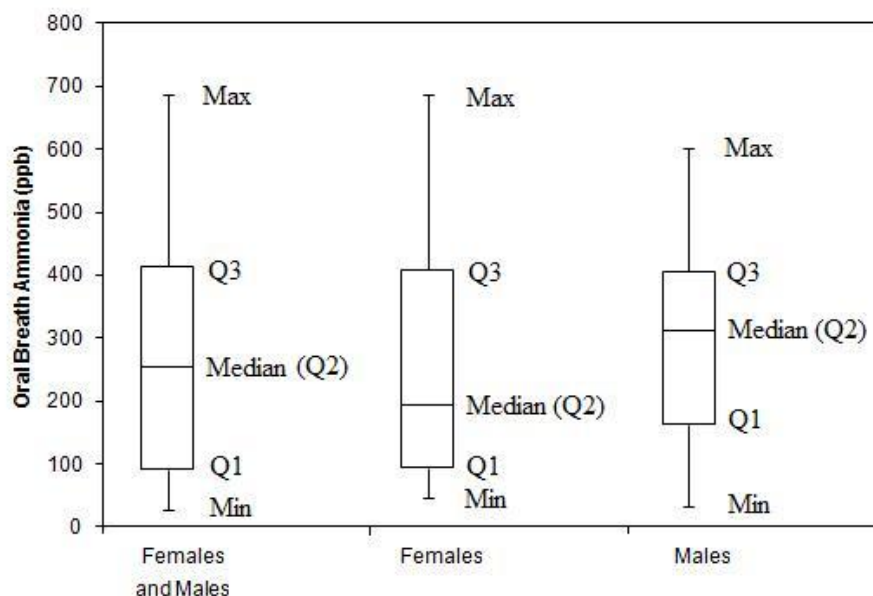 800
700
600
500
400
300
200
100
0
Oral Breath Ammonia (ppb)
Max
Q3
Median (Q2)
Q1
Min
Max
Q3
Median (Q2)
Q1
Min
Max
Q3
Median (Q2)
Q1
Min
Females
and Males
Females
Males